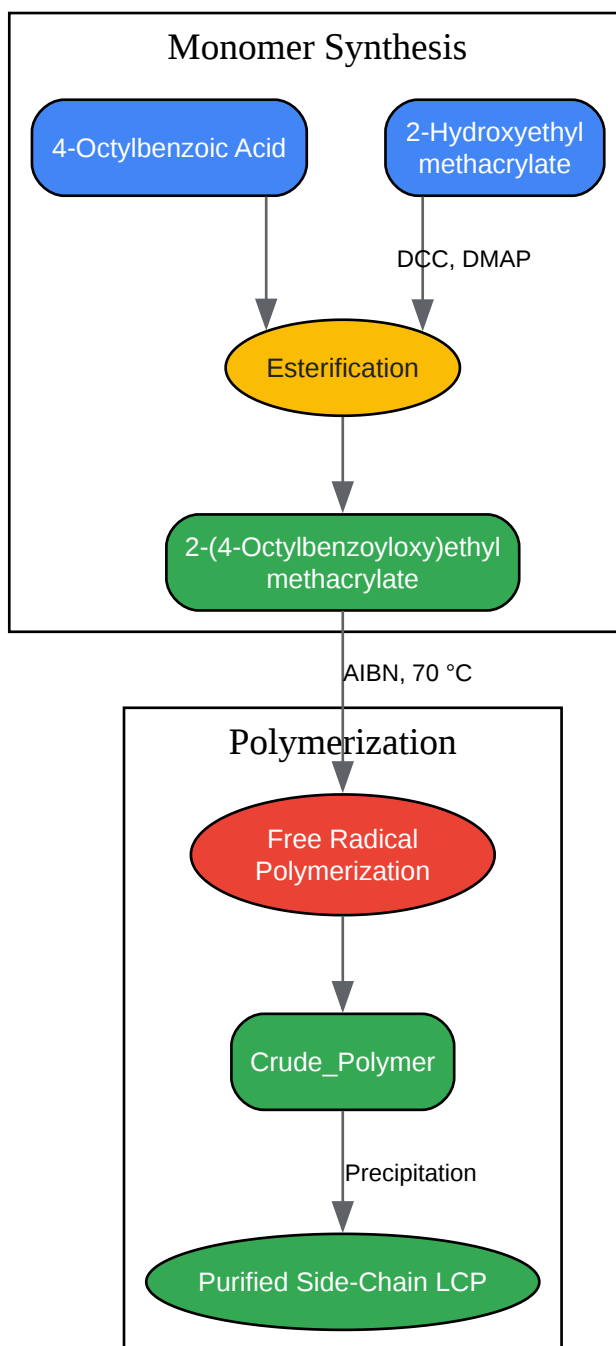 Monomer Synthesis
4-Octylbenzoic Acid
2-Hydroxyethyl
methacrylate
DCC, DMAP
Esterification
2-(4-Octylbenzoyloxy)ethyl
methacrylate
AIBN, 70 °C
Polymerization
Free Radical
Polymerization
Crude_Polymer
Precipitation
Purified Side-Chain LCP